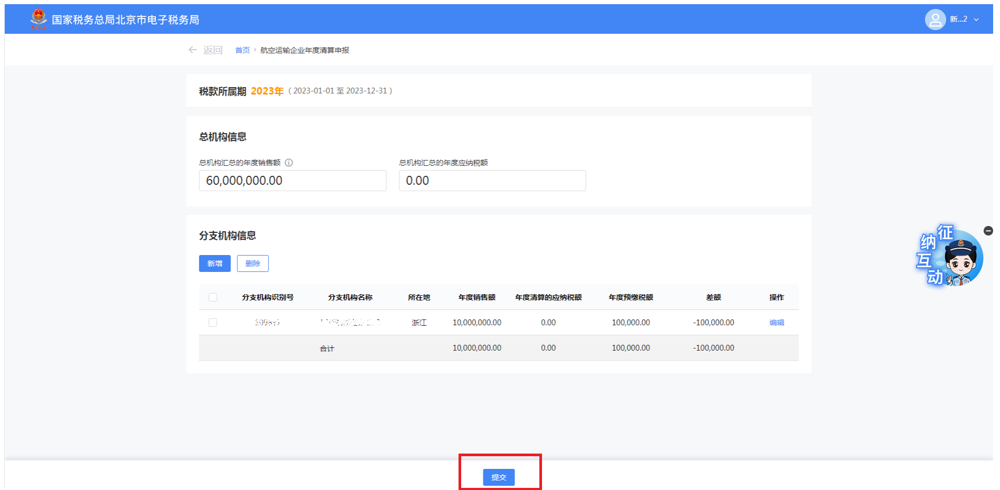 国家税务总局北京市电子税务局
新...2
返回 首页 > 航空运输企业年度清算申报
税款所属期 2023年 ( 2023-01-01 至 2023-12-31 )
总机构信息
总机构汇总的年度销售额 总机构汇总的年度应纳税额
60,000,000.00 0.00
分支机构信息
新增 删除
分支机构识别号 分支机构名称 所在地 年度销售额 年度清算的应纳税额 年度预缴税额 差额 操作
浙江 10,000,000.00 0.00 100,000.00 -100,000.00 编辑
合计 10,000,000.00 0.00 100,000.00 -100,000.00
征纳互动
提交